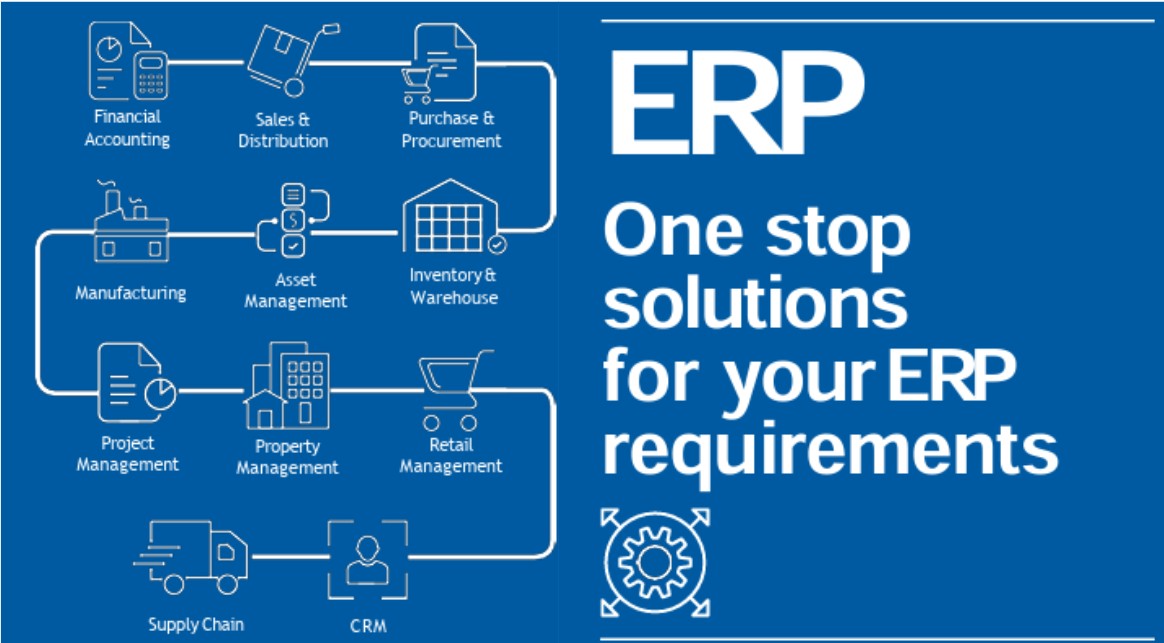 Financial
Accounting
Sales &
Distribution
Purchase &
Procurement
Manufacturing
Asset
Management
Inventory &
Warehouse
Project
Management
Property
Management
Retail
Management
Supply Chain
CRM
ERP
One stop
solutions
for your ERP
requirements